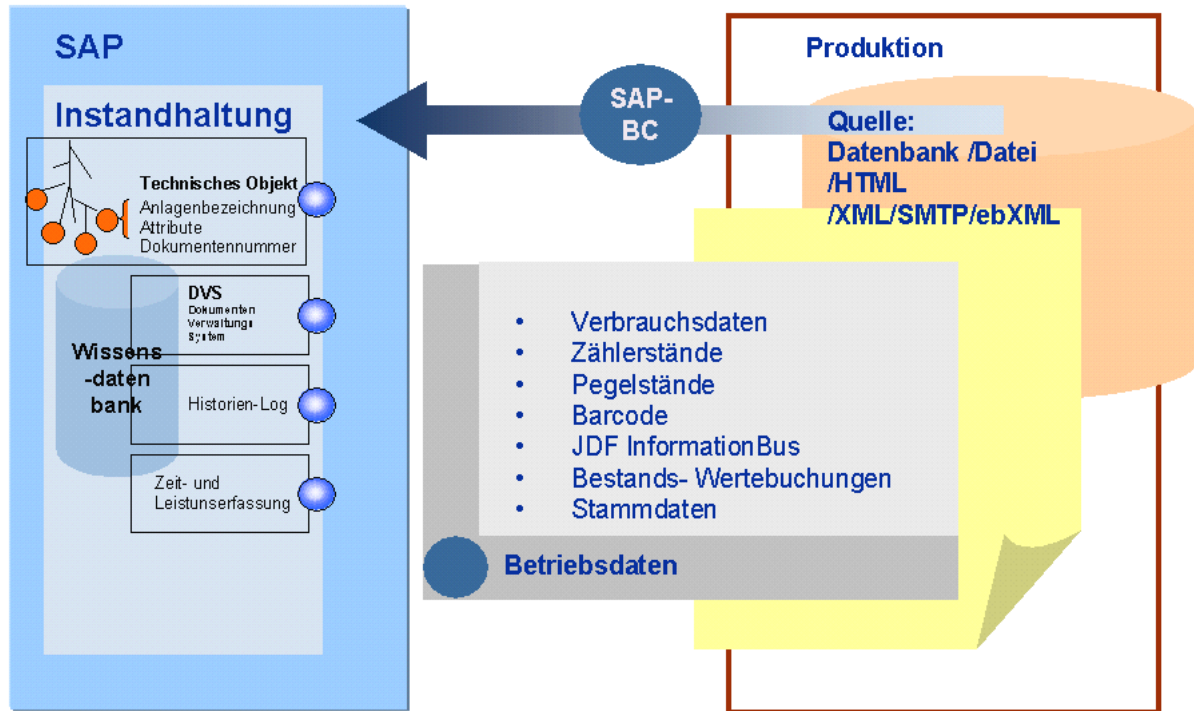 SAP
Instandhaltung
Technisches Objekt
Anlagenbezeichnung
Attribute
Dokumentennummer
DVS
Dokumenten
Verwaltungs
System
Wissens
-daten
bank
Historien-Log
Zeit- und
Leistunserfassung
SAP-
BC
Produktion
Quelle:
Datenbank /Datei
/HTML
/XML/SMTP/ebXML
• Verbrauchsdaten
• Zählerstände
• Pegelstände
• Barcode
• JDF InformationBus
• Bestands- Wertebuchungen
• Stammdaten
Betriebsdaten